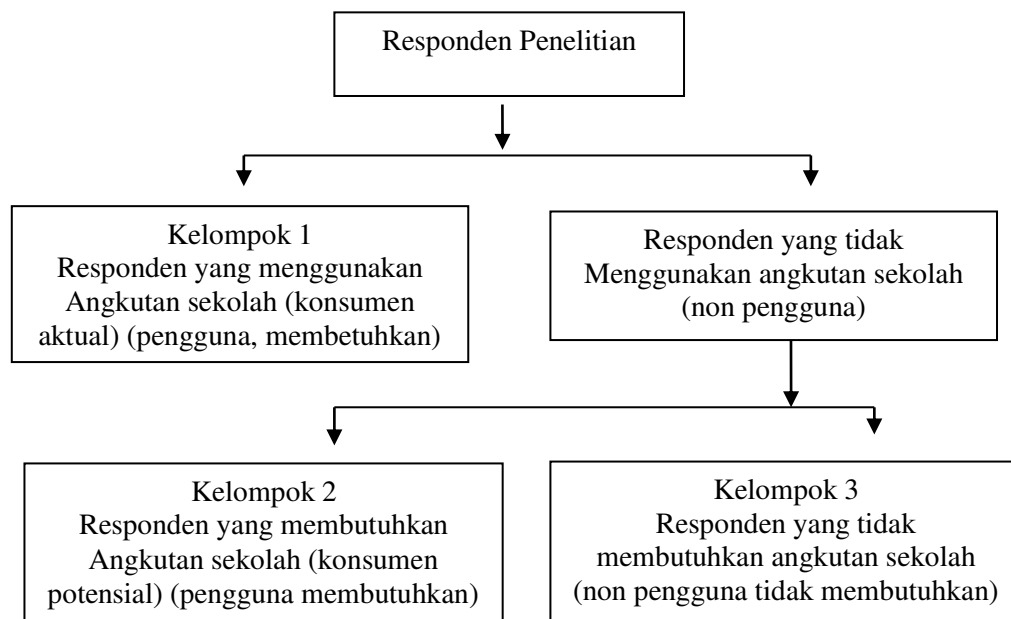 Responden Penelitian
Kelompok 1
Responden yang menggunakan
Angkutan sekolah (konsumen
aktual) (pengguna, membetuhkan)
Responden yang tidak
Menggunakan angkutan sekolah
(non pengguna)
Kelompok 2
Responden yang membutuhkan
Angkutan sekolah (konsumen
potensial) (pengguna membutuhkan)
Kelompok 3
Responden yang tidak
membutuhkan angkutan sekolah
(non pengguna tidak membutuhkan)